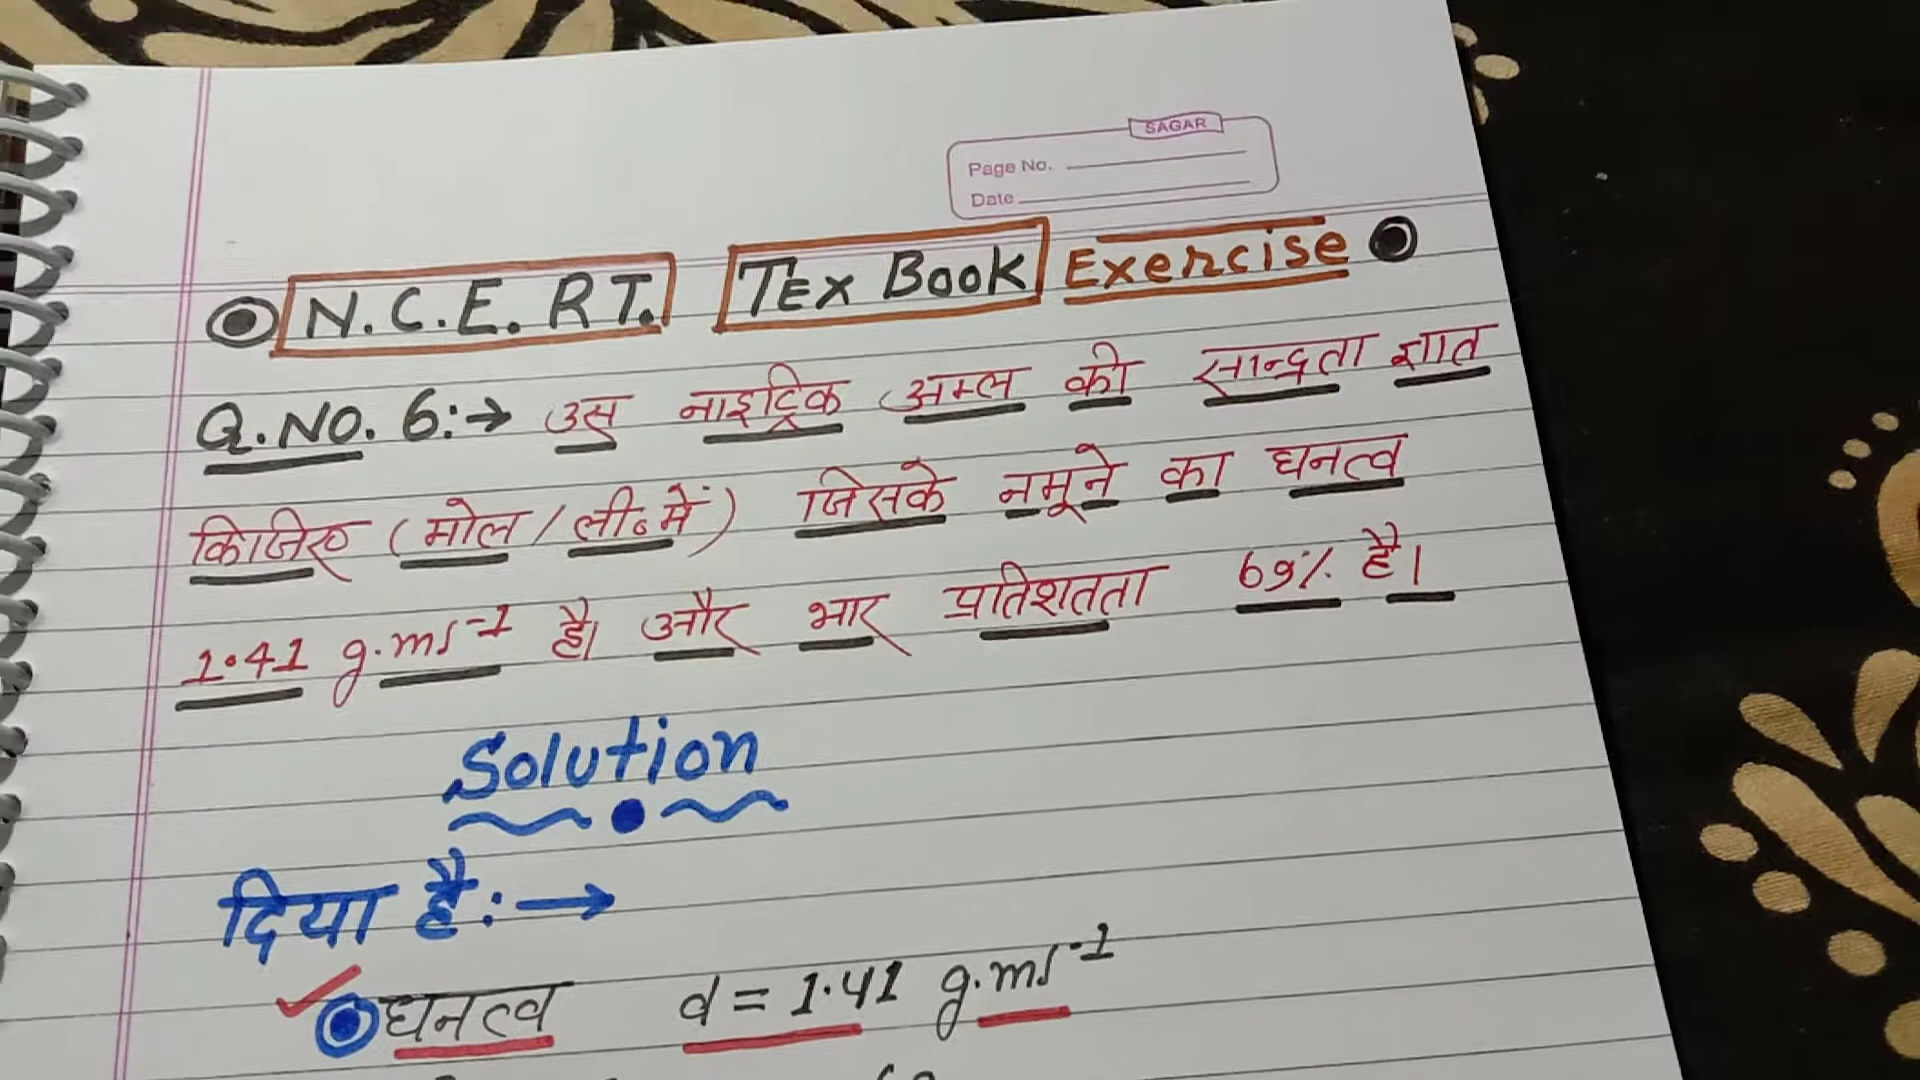 SAGAR
Page No.
Date
N.C.E.R.T. Tex Book Exercise
Q.NO. 6:→ उस नाइट्रिक अम्ल की सान्द्रता ज्ञात
किजिए (मोल/ली॰में) जिसके नमूने का घनत्व
1.41 g.ml⁻¹ है। और भार प्रतिशतता 69% है।
Solution
दिया है:→
घनत्व d = 1.41 g.ml⁻¹